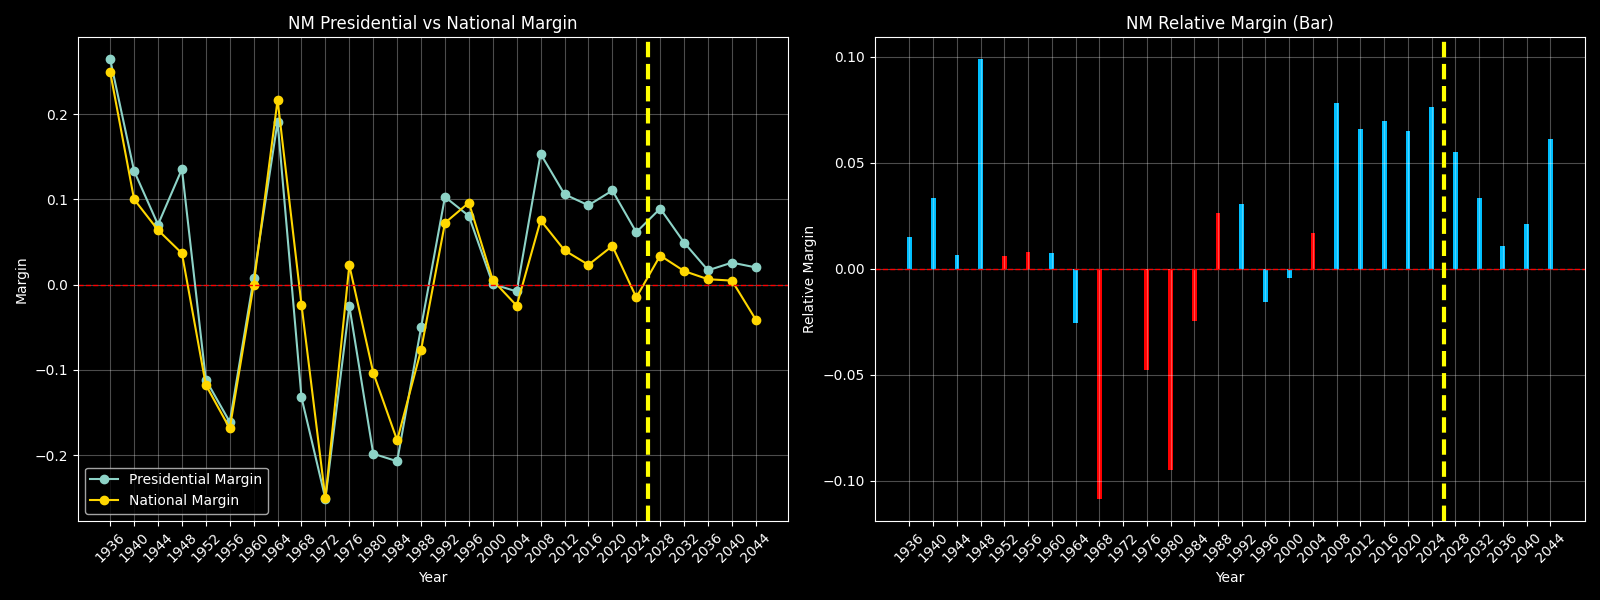 NM Presidential vs National Margin
0.2
0.1
0.0
−0.1
−0.2
Margin
Presidential Margin
National Margin
1936 1940 1944 1948 1952 1956 1960 1964 1968 1972 1976 1980 1984 1988 1992 1996 2000 2004 2008 2012 2016 2020 2024 2028 2032 2036 2040 2044
Year
NM Relative Margin (Bar)
0.10
0.05
0.00
−0.05
−0.10
Relative Margin
1936 1940 1944 1948 1952 1956 1960 1964 1968 1972 1976 1980 1984 1988 1992 1996 2000 2004 2008 2012 2016 2020 2024 2028 2032 2036 2040 2044
Year